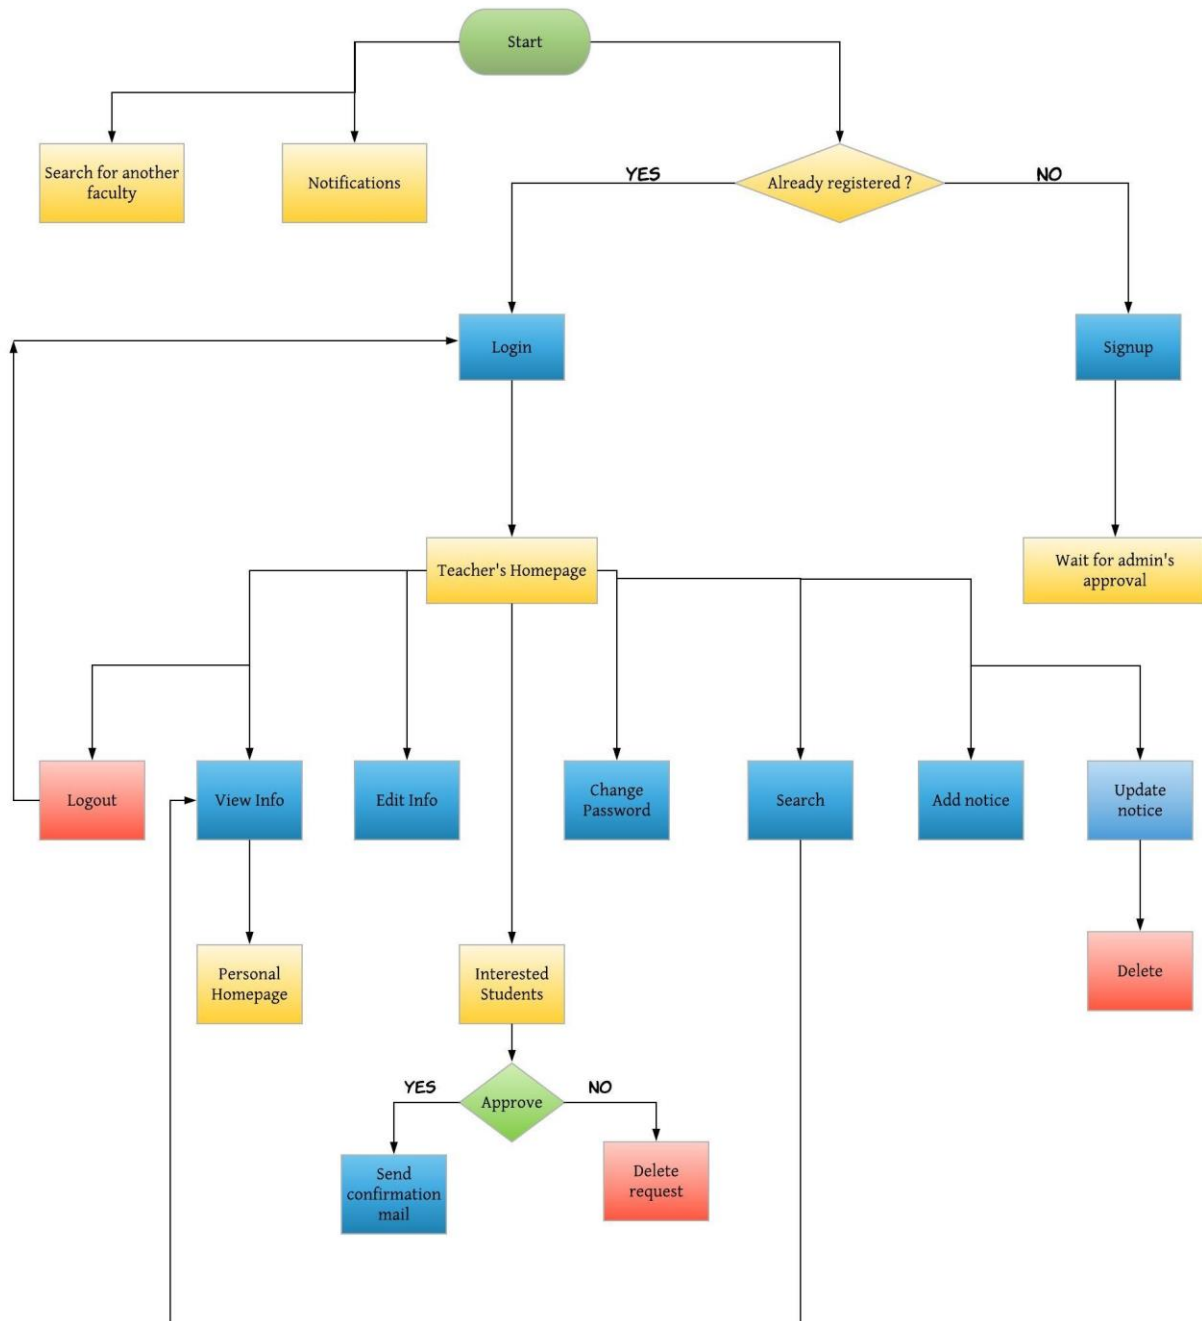 Start
Search for another
faculty
Notifications
YES
Already registered ?
NO
Login
Signup
Teacher's Homepage
Wait for admin's
approval
Logout
View Info
Edit Info
Change
Password
Search
Add notice
Update
notice
Personal
Homepage
Interested
Students
Delete
YES
Approve
NO
Send
confirmation
mail
Delete
request